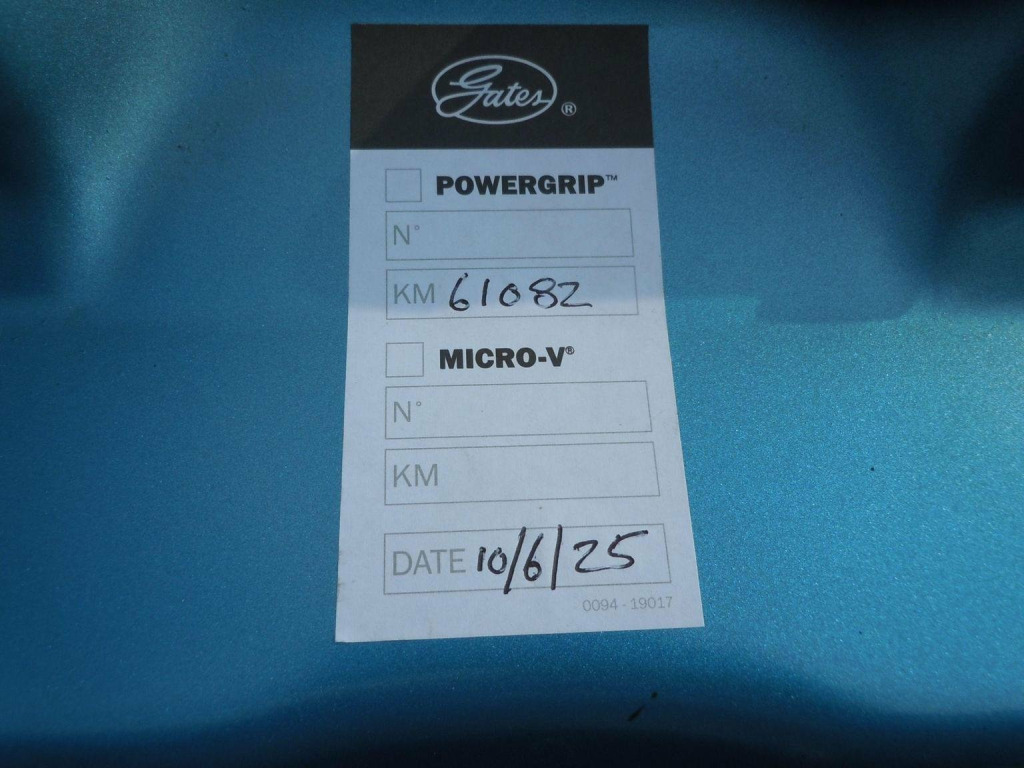 Gates ®
POWERGRIP™
N°
KM 61082
MICRO-V®
N°
KM
DATE 10/6/25
0094 - 19017